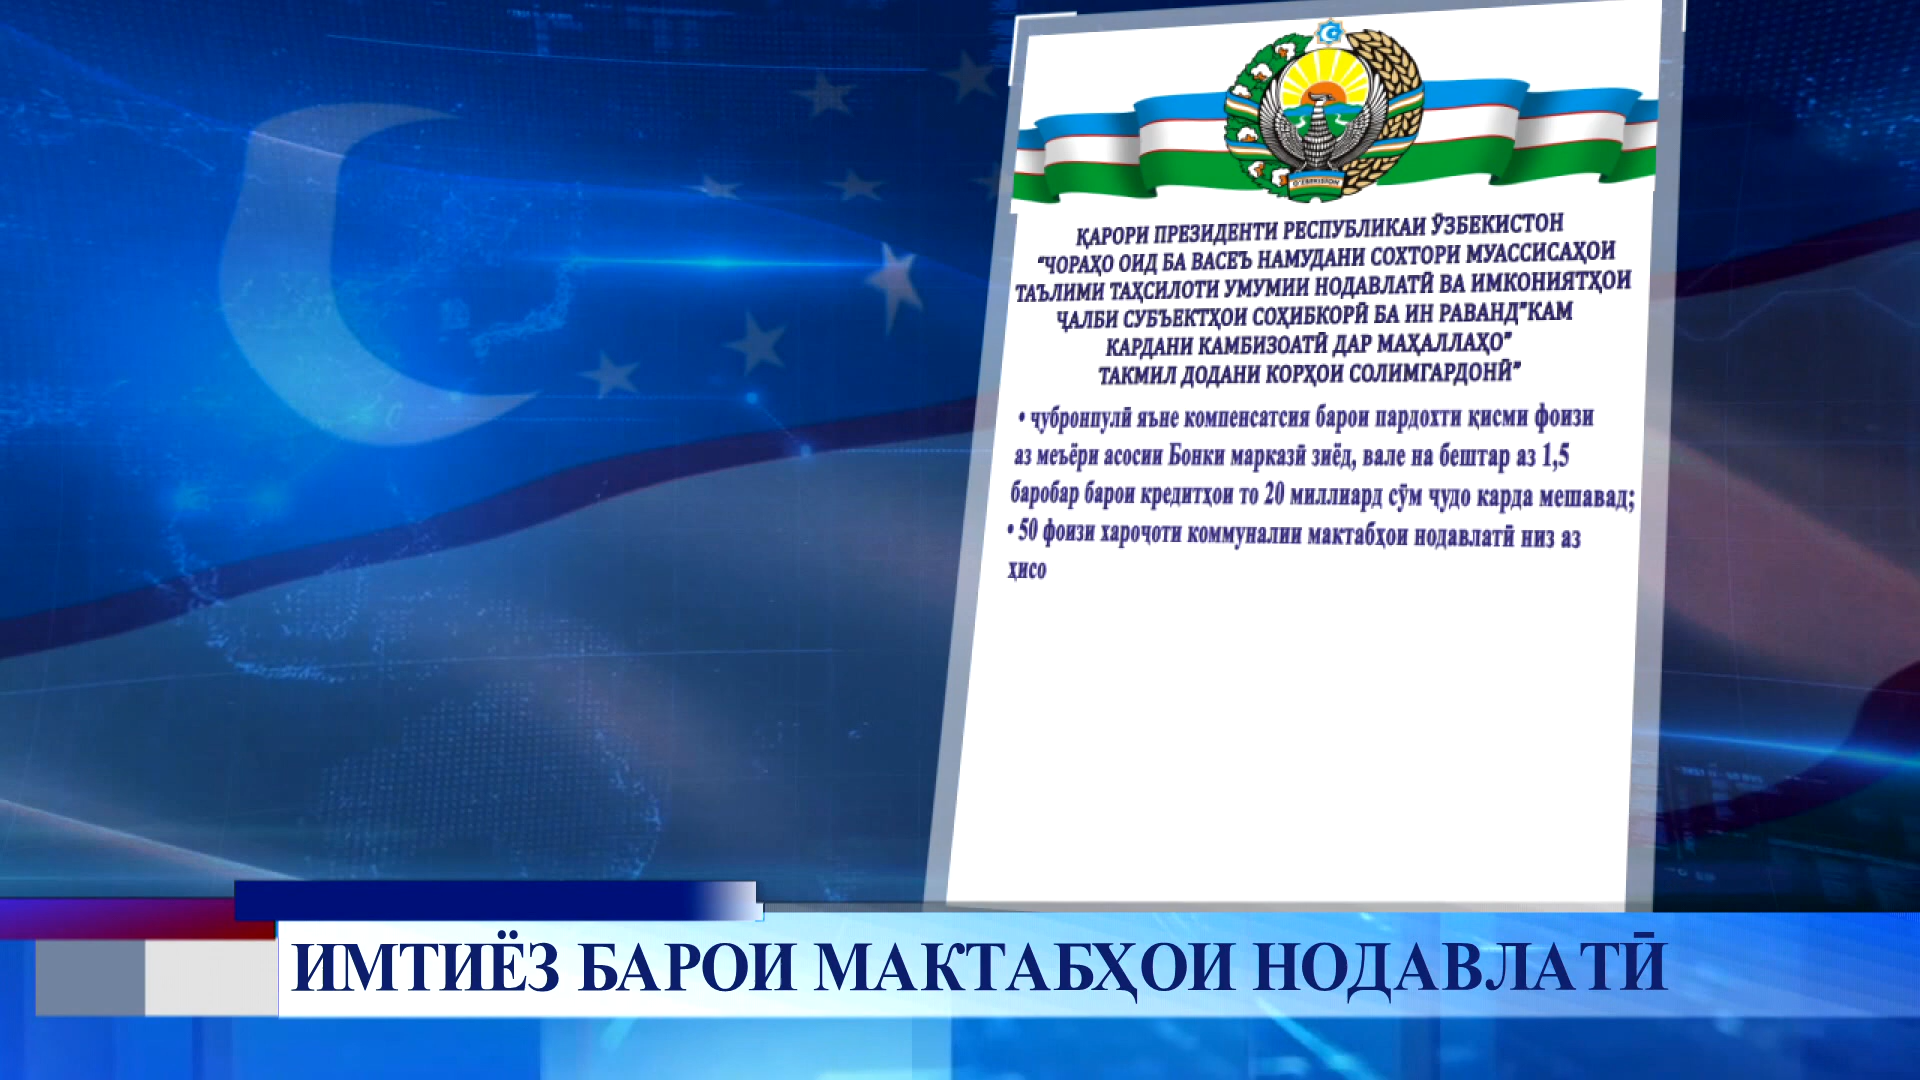 O'ZBEKISTON
ҚАРОРИ ПРЕЗИДЕНТИ РЕСПУБЛИКАИ ӮЗБЕКИСТОН
“ЧОРАҲО ОИД БА ВАСЕЪ НАМУДАНИ СОХТОРИ МУАССИСАҲОИ
ТАЪЛИМИ ТАҲСИЛОТИ УМУМИИ НОДАВЛАТӢ ВА ИМКОНИЯТҲОИ
ҶАЛБИ СУБЪЕКТҲОИ СОҲИБКОРӢ БА ИН РАВАНД”КАМ
КАРДАНИ КАМБИЗОАТӢ ДАР МАҲАЛЛАҲО”
ТАКМИЛ ДОДАНИ КОРҲОИ СОЛИМГАРДОНӢ”
• ҷубронпулӣ яъне компенсатсия барои пардохти қисми фоизи
аз меъёри асосии Бонки марказӣ зиёд, вале на бештар аз 1,5
баробар барои кредитҳои то 20 миллиард сӯм ҷудо карда мешавад;
• 50 фоизи хароҷоти коммуналии мактабҳои нодавлатӣ низ аз
ҳисо
ИМТИЁЗ БАРОИ МАКТАБҲОИ НОДАВЛАТӢ